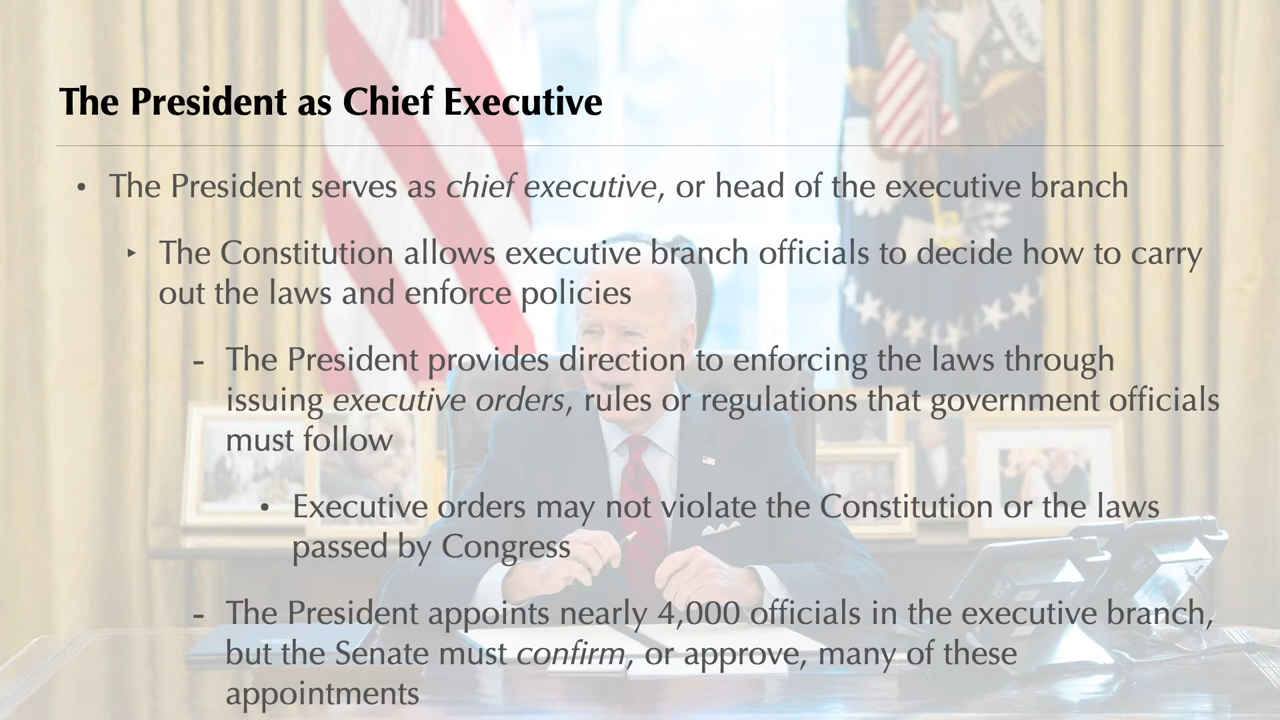 The President as Chief Executive
• The President serves as chief executive, or head of the executive branch
‣ The Constitution allows executive branch officials to decide how to carry
out the laws and enforce policies
- The President provides direction to enforcing the laws through
issuing executive orders, rules or regulations that government officials
must follow
• Executive orders may not violate the Constitution or the laws
passed by Congress
- The President appoints nearly 4,000 officials in the executive branch,
but the Senate must confirm, or approve, many of these
appointments